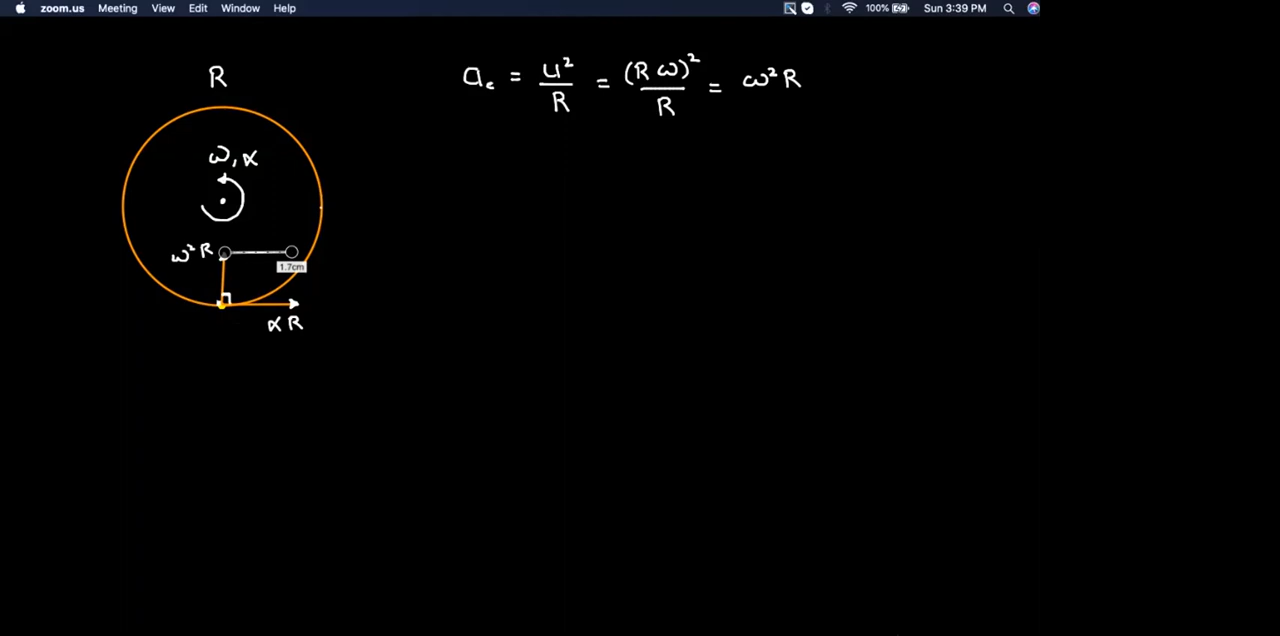 zoom.us Meeting View Edit Window Help 100% Sun 3:39 PM
R
a_c = u²/R = (Rω)²/R = ω²R
ω, α
ω²R
1.7cm
αR